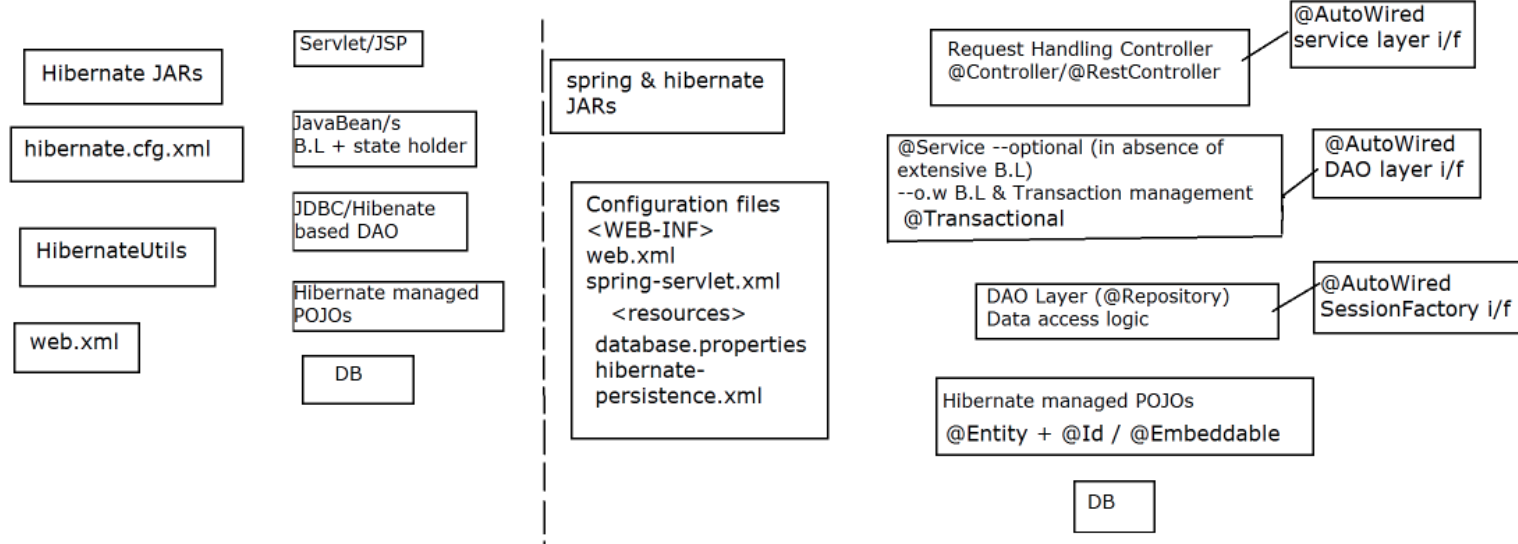 Hibernate JARs
hibernate.cfg.xml
HibernateUtils
web.xml
Servlet/JSP
JavaBean/s
B.L + state holder
JDBC/Hibenate
based DAO
Hibernate managed
POJOs
DB
spring & hibernate
JARs
Configuration files
<WEB-INF>
web.xml
spring-servlet.xml
<resources>
database.properties
hibernate-
persistence.xml
Request Handling Controller
@Controller/@RestController
@AutoWired
service layer i/f
@Service --optional (in absence of
extensive B.L)
--o.w B.L & Transaction management
@Transactional
@AutoWired
DAO layer i/f
DAO Layer (@Repository)
Data access logic
@AutoWired
SessionFactory i/f
Hibernate managed POJOs
@Entity + @Id / @Embeddable
DB